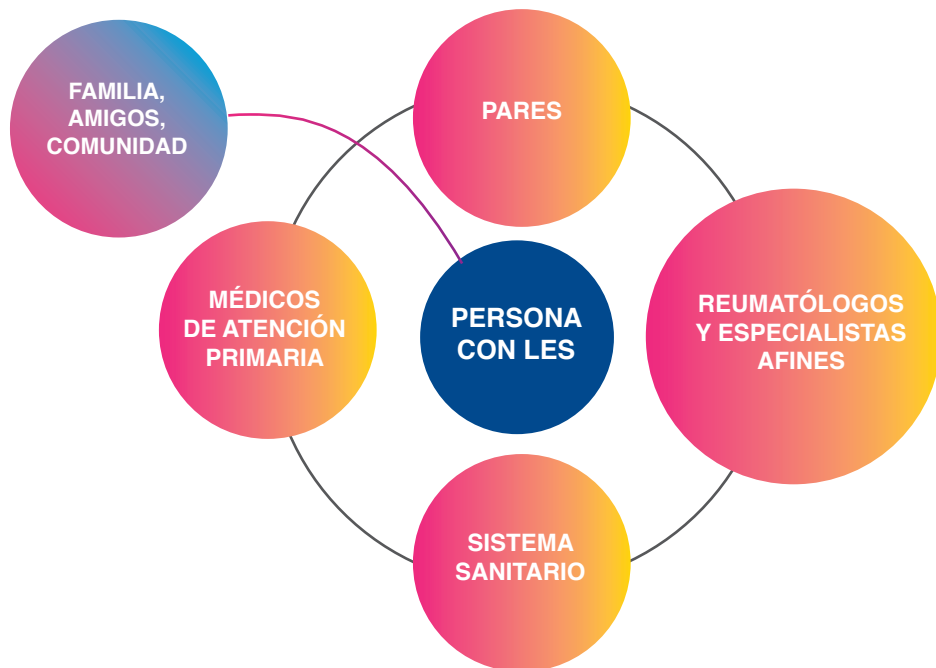 FAMILIA,
AMIGOS,
COMUNIDAD
PARES
MÉDICOS
DE ATENCIÓN
PRIMARIA
PERSONA
CON LES
REUMATÓLOGOS
Y ESPECIALISTAS
AFINES
SISTEMA
SANITARIO